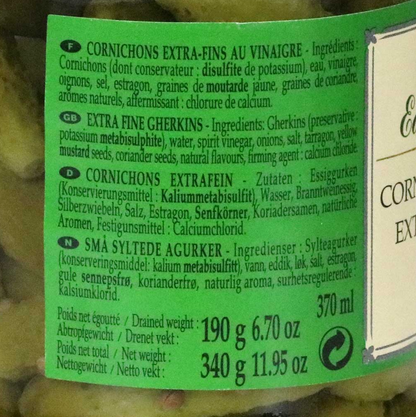 F CORNICHONS EXTRA-FINS AU VINAIGRE - Ingrédients :
Cornichons (dont conservateur : disulfite de potassium), eau, vinaigre,
oignons, sel, estragon, graines de moutarde jaune, graines de coriandre,
arômes naturels, affermissant : chlorure de calcium.
GB EXTRA FINE GHERKINS - Ingredients: Gherkins (preservative :
potassium metabisulphite), water, spirit vinegar, onions, salt, tarragon, yellow
mustard seeds, coriander seeds, natural flavours, firming agent : calcium chloride.
D CORNICHONS EXTRAFEIN - Zutaten : Essiggurken
(Konservierungsmittel : Kaliummetabisulfit), Wasser, Branntweinessig,
Silberzwiebeln, Salz, Estragon, Senfkörner, Koriadersamen, natürliche
Aromen, Festigunsmittel : Calciumchlorid.
N SMÅ SYLTEDE AGURKER - Ingredienser : Sylteagurker
(konserveringsmiddel: kalium metabisulfitt), vann, eddik, løk, salt, estragon,
gule sennepsfrø, korianderfrø, naturlig aroma, surhetsregulerende :
kalsiumklorid.
370 ml
Poids net égoutté / Drained weight : 190 g 6.70 oz
Abtropfgewicht / Drenet vekt :
Poids net total / Net weight : 340 g 11.95 oz
Nettogewicht / Netto vekt :
CORN
EXT